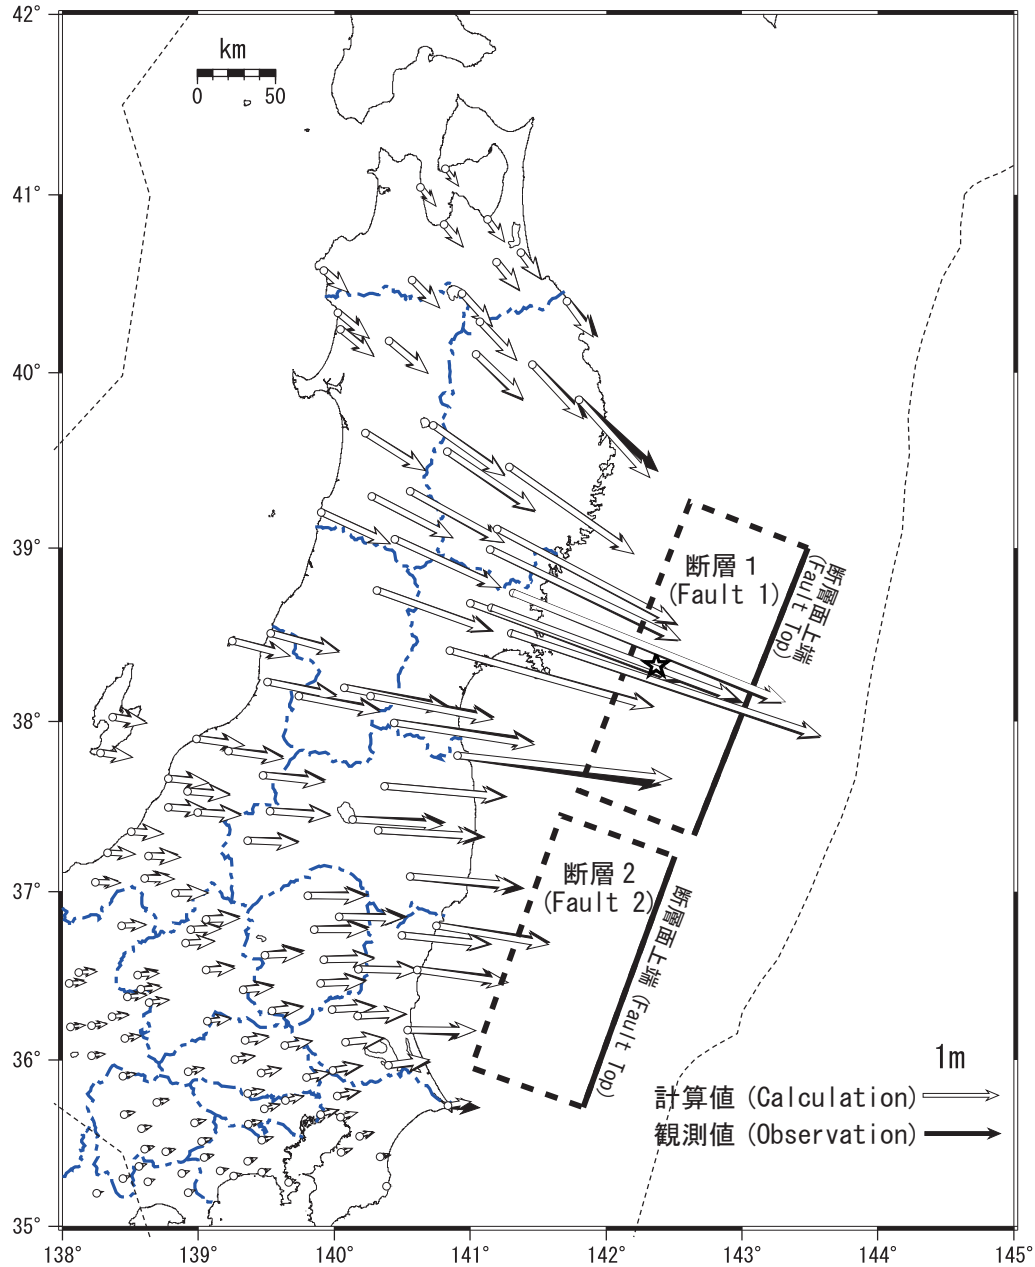 42°
km
0 50
41°
40°
39°
断層 1
(Fault 1)
断層面上端
(Fault Top)
38°
37°
断層 2
(Fault 2)
断層面上端 (Fault Top)
36°
1m
計算値 (Calculation)
観測値 (Observation)
35°
138° 139° 140° 141° 142° 143° 144° 145°